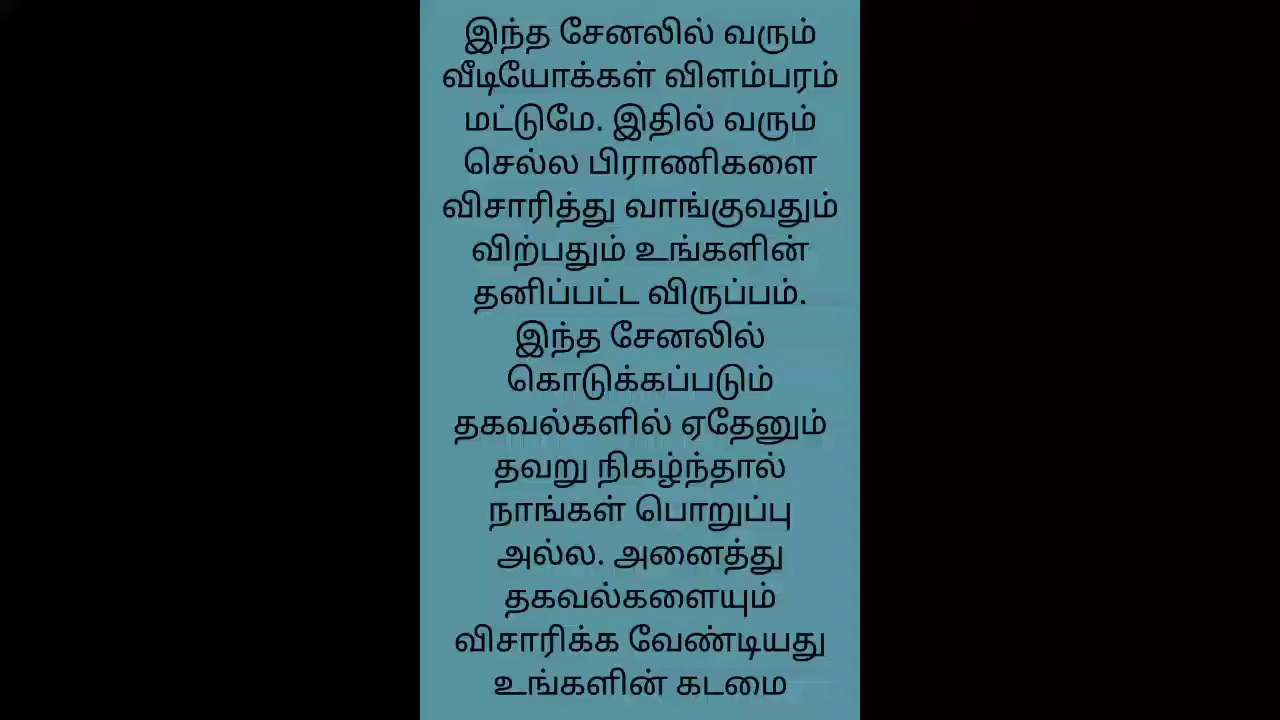 இந்த சேனலில் வரும்
வீடியோக்கள் விளம்பரம்
மட்டுமே. இதில் வரும்
செல்ல பிராணிகளை
விசாரித்து வாங்குவதும்
விற்பதும் உங்களின்
தனிப்பட்ட விருப்பம்.
இந்த சேனலில்
கொடுக்கப்படும்
தகவல்களில் ஏதேனும்
தவறு நிகழ்ந்தால்
நாங்கள் பொறுப்பு
அல்ல. அனைத்து
தகவல்களையும்
விசாரிக்க வேண்டியது
உங்களின் கடமை